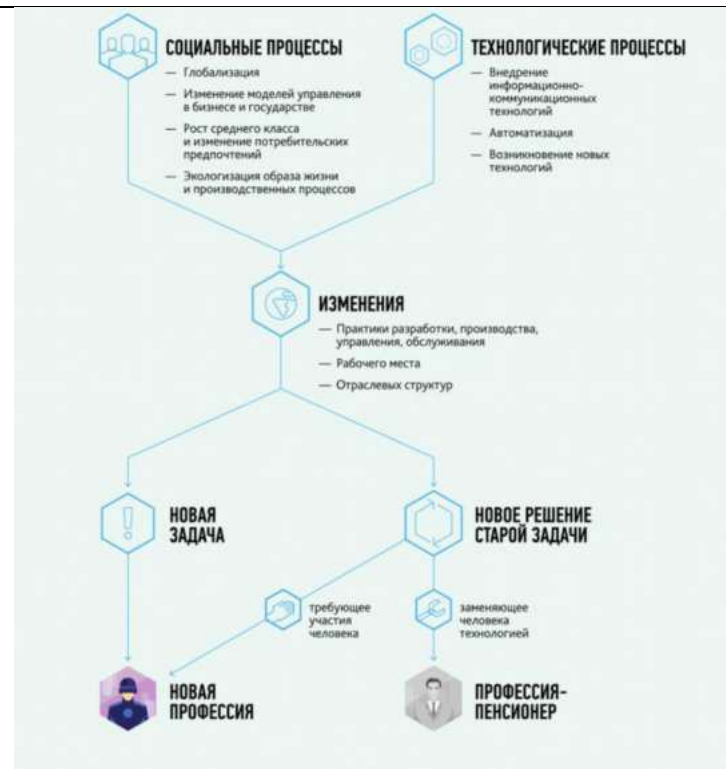 СОЦИАЛЬНЫЕ ПРОЦЕССЫ
— Глобализация
— Изменение моделей управления
в бизнесе и государстве
— Рост среднего класса
и изменение потребительских
предпочтений
— Экологизация образа жизни
и производственных процессов
ТЕХНОЛОГИЧЕСКИЕ ПРОЦЕССЫ
— Внедрение
информационно-
коммуникационных
технологий
— Автоматизация
— Возникновение новых
технологий
ИЗМЕНЕНИЯ
— Практики разработки, производства,
управления, обслуживания
— Рабочего места
— Отраслевых структур
НОВАЯ
ЗАДАЧА
НОВОЕ РЕШЕНИЕ
СТАРОЙ ЗАДАЧИ
требующее
участия
человека
заменяющее
человека
технологией
НОВАЯ
ПРОФЕССИЯ
ПРОФЕССИЯ-
ПЕНСИОНЕР